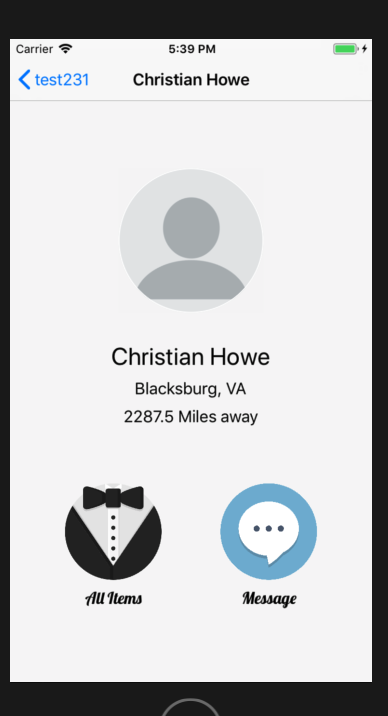 Carrier 5:39 PM
test231 Christian Howe
Christian Howe
Blacksburg, VA
2287.5 Miles away
All Items Message